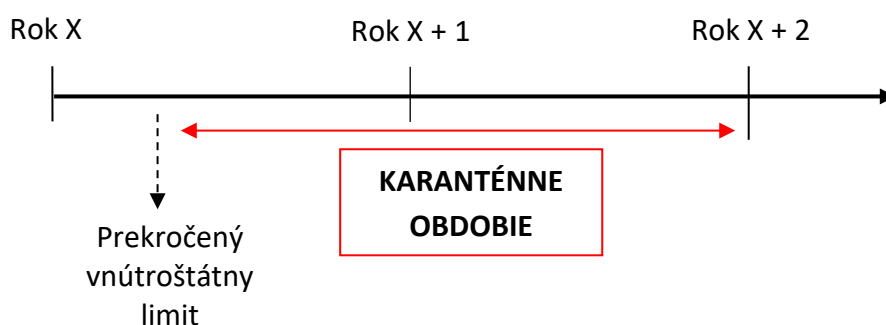 Rok X
Rok X + 1
Rok X + 2
KARANTÉNNE
OBDOBIE
Prekročený
vnútroštátny
limit